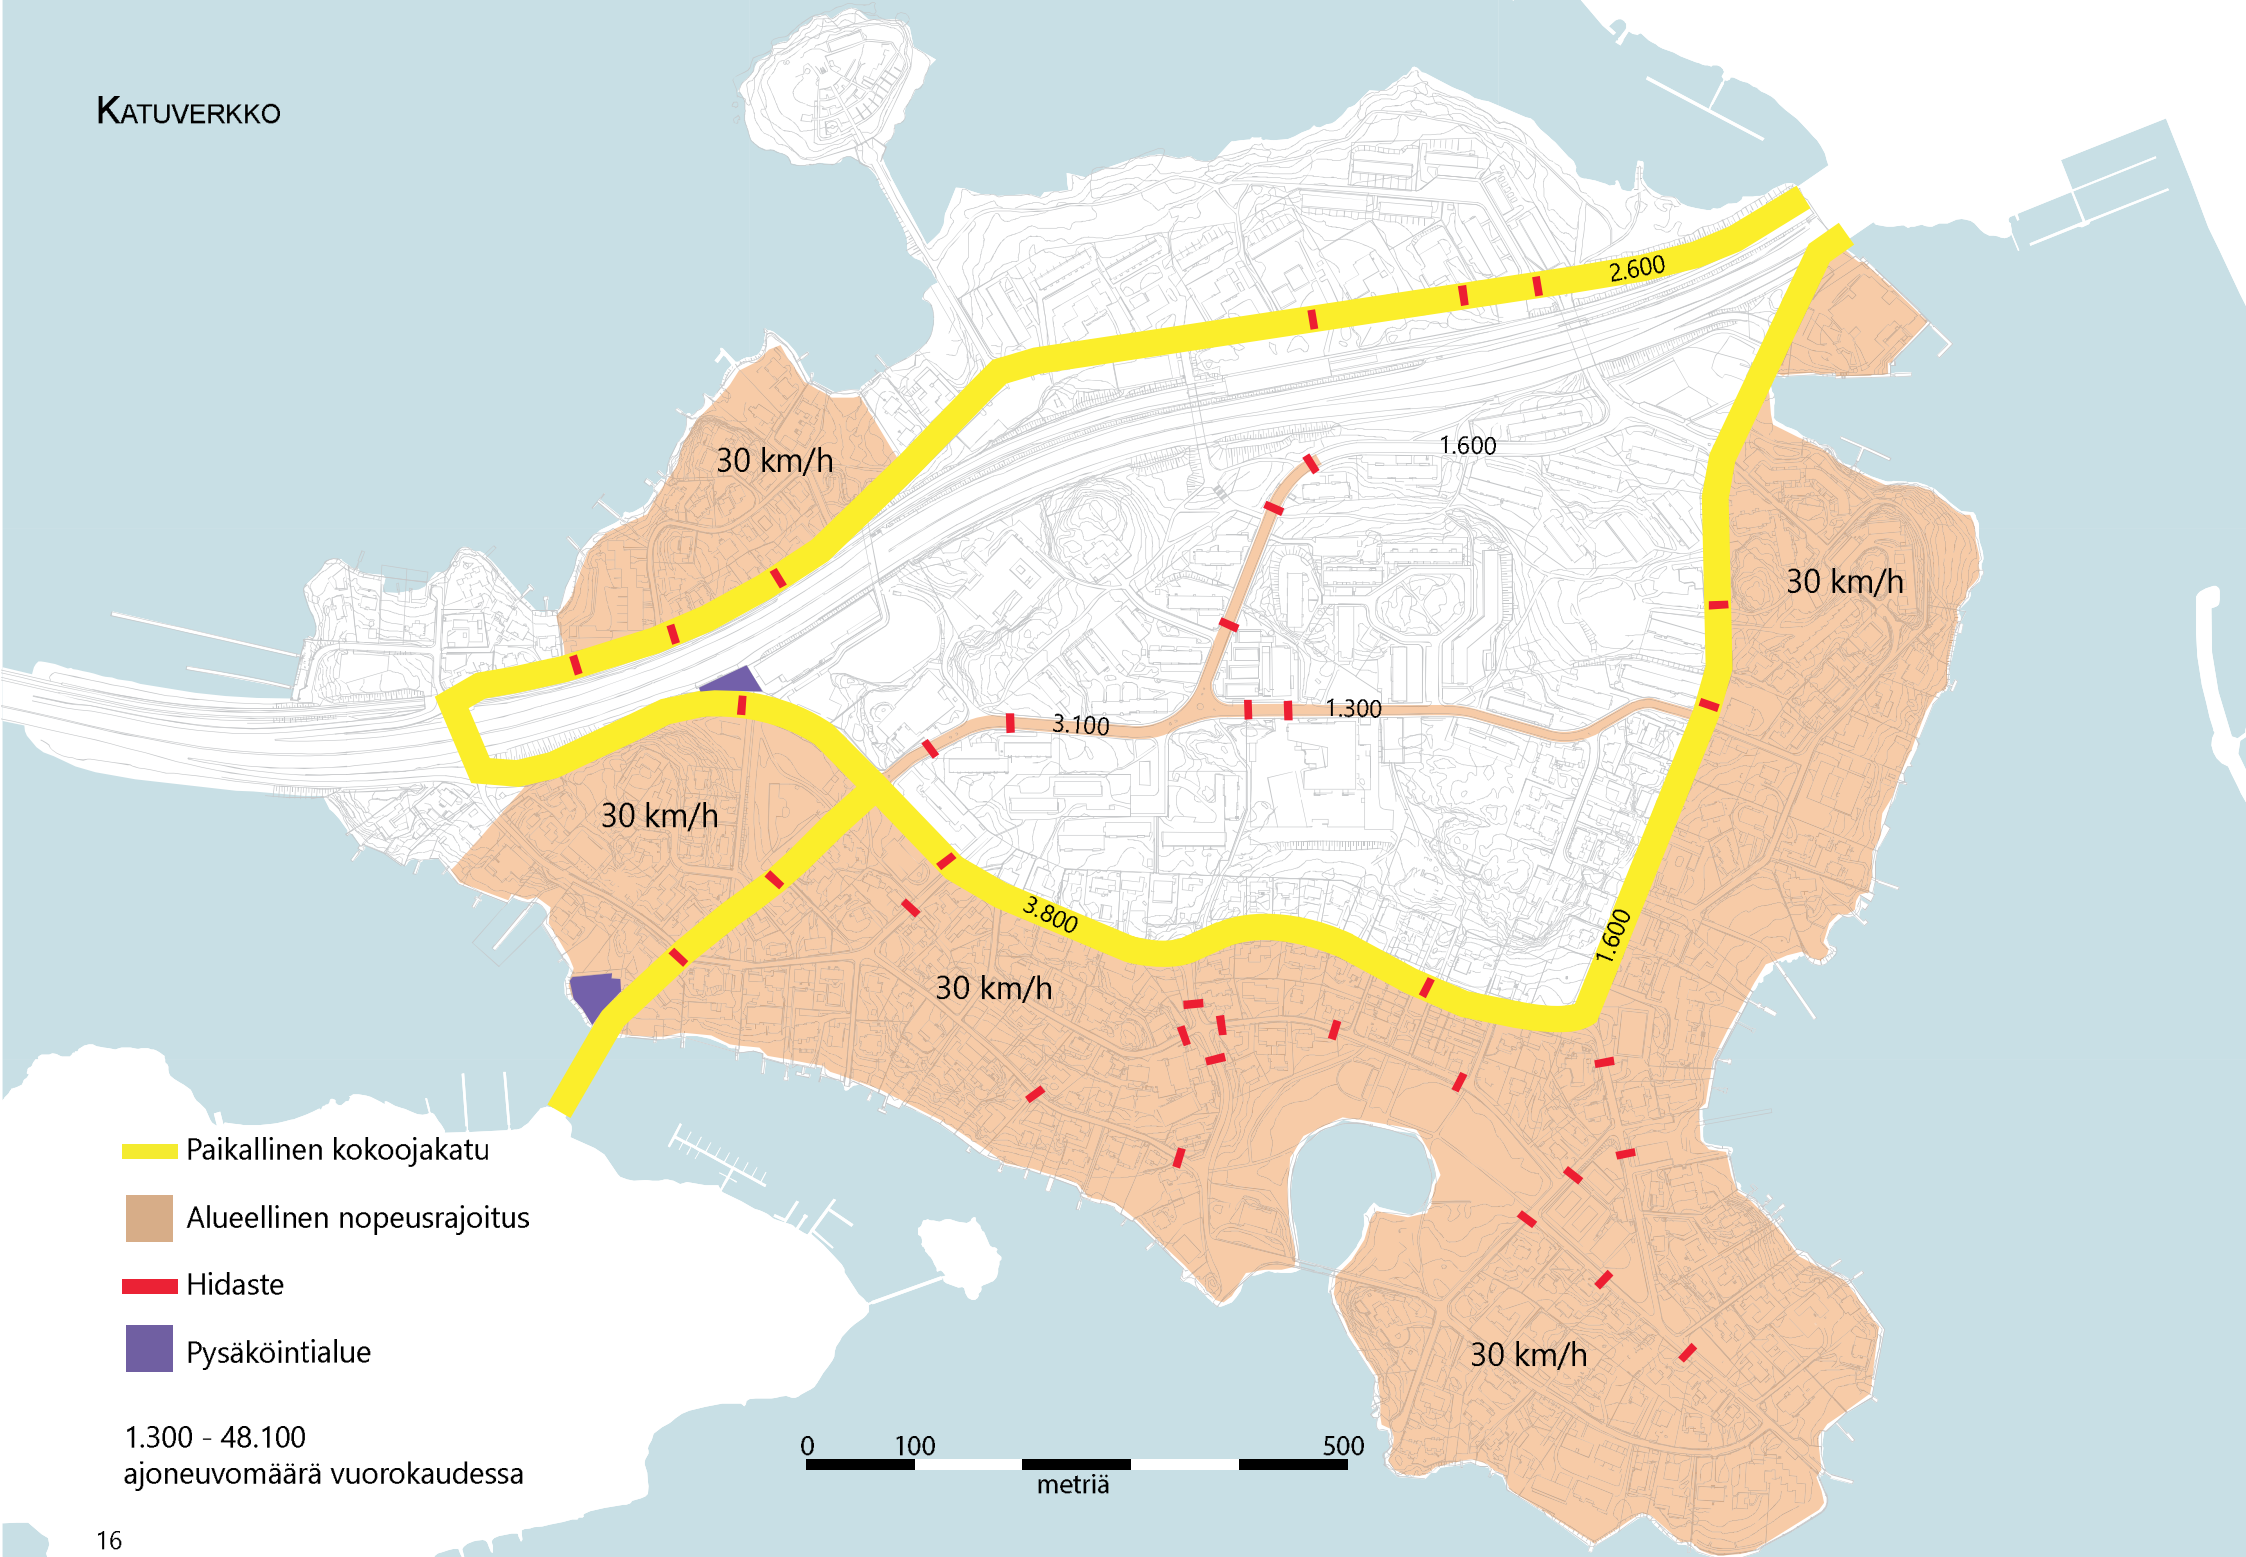 KATUVERKKO
2.600
1.600
30 km/h
30 km/h
1.300
3.100
30 km/h
3.800
1.600
30 km/h
30 km/h
Paikallinen kokoojakatu
Alueellinen nopeusrajoitus
Hidaste
Pysäköintialue
1.300 - 48.100
ajoneuvomäärä vuorokaudessa
0 100 500
metriä
16